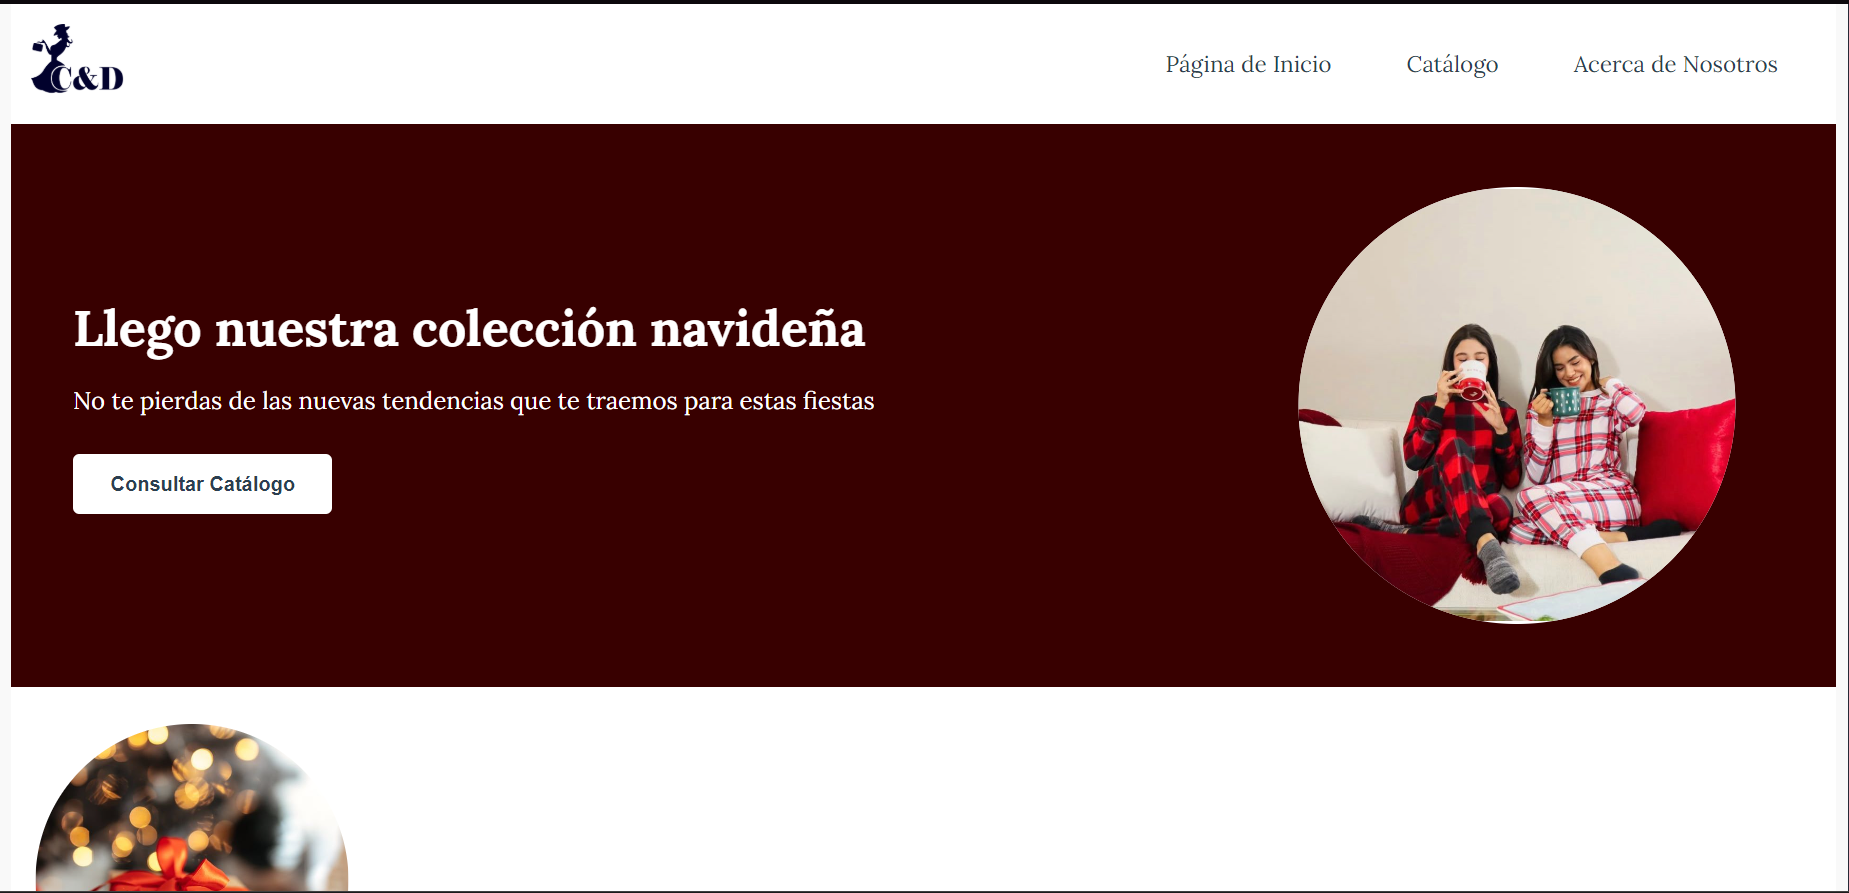 C&D
Página de Inicio
Catálogo
Acerca de Nosotros
Llego nuestra colección navideña
No te pierdas de las nuevas tendencias que te traemos para estas fiestas
Consultar Catálogo